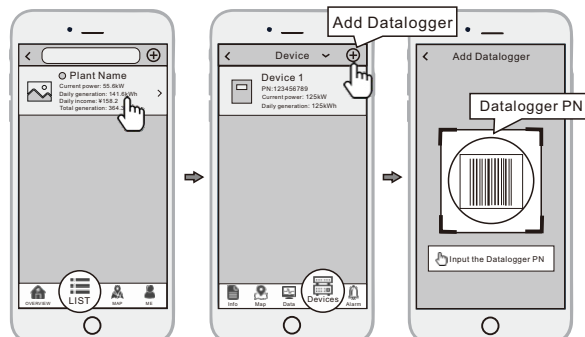 Plant Name
Current power: 55.6kW
Daily generation: 141.6kWh
Daily income: ¥158.2
Total generation: 364.3
OVERVIEW
LIST
MAP
ME
Add Datalogger
Device
Device 1
PN:123456789
Current power: 125kW
Daily generation: 125kWh
Info
Map
Data
Devices
Alarm
Add Datalogger
Datalogger PN
Input the Datalogger PN